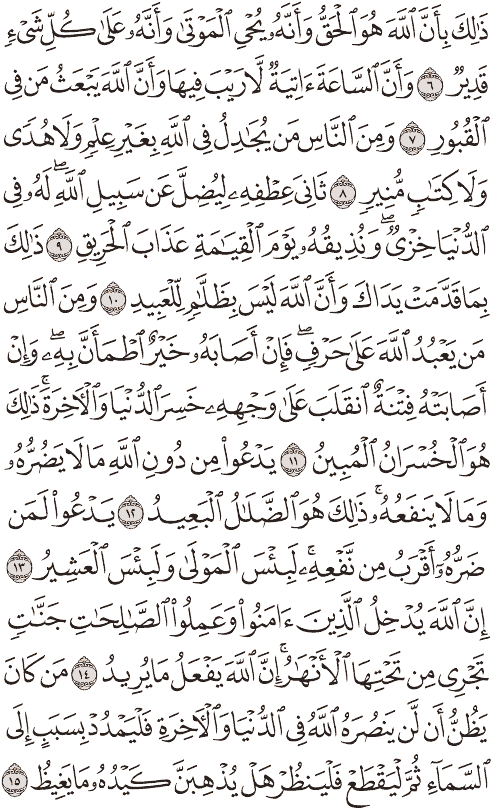 ذَٰلِكَ بِأَنَّ ٱللَّهَ هُوَ ٱلْحَقُّ وَأَنَّهُۥ يُحْىِ ٱلْمَوْتَىٰ وَأَنَّهُۥ عَلَىٰ كُلِّ شَىْءٍ
قَدِيرٌ ٦ وَأَنَّ ٱلسَّاعَةَ ءَاتِيَةٌ لَّا رَيْبَ فِيهَا وَأَنَّ ٱللَّهَ يَبْعَثُ مَن فِى
ٱلْقُبُورِ ٧ وَمِنَ ٱلنَّاسِ مَن يُجَٰدِلُ فِى ٱللَّهِ بِغَيْرِ عِلْمٍ وَلَا هُدًى
وَلَا كِتَٰبٍ مُّنِيرٍ ٨ ثَانِىَ عِطْفِهِۦ لِيُضِلَّ عَن سَبِيلِ ٱللَّهِ ۖ لَهُۥ فِى
ٱلدُّنْيَا خِزْىٌ ۖ وَنُذِيقُهُۥ يَوْمَ ٱلْقِيَٰمَةِ عَذَابَ ٱلْحَرِيقِ ٩ ذَٰلِكَ
بِمَا قَدَّمَتْ يَدَاكَ وَأَنَّ ٱللَّهَ لَيْسَ بِظَلَّٰمٍ لِّلْعَبِيدِ ١٠ وَمِنَ ٱلنَّاسِ
مَن يَعْبُدُ ٱللَّهَ عَلَىٰ حَرْفٍ ۖ فَإِنْ أَصَابَهُۥ خَيْرٌ ٱطْمَأَنَّ بِهِۦ ۖ وَإِنْ
أَصَابَتْهُ فِتْنَةٌ ٱنقَلَبَ عَلَىٰ وَجْهِهِۦ خَسِرَ ٱلدُّنْيَا وَٱلْءَاخِرَةَ ۚ ذَٰلِكَ
هُوَ ٱلْخُسْرَانُ ٱلْمُبِينُ ١١ يَدْعُوا۟ مِن دُونِ ٱللَّهِ مَا لَا يَضُرُّهُۥ
وَمَا لَا يَنفَعُهُۥ ۚ ذَٰلِكَ هُوَ ٱلضَّلَٰلُ ٱلْبَعِيدُ ١٢ يَدْعُوا۟ لَمَن
ضَرُّهُۥٓ أَقْرَبُ مِن نَّفْعِهِۦ ۚ لَبِئْسَ ٱلْمَوْلَىٰ وَلَبِئْسَ ٱلْعَشِيرُ ١٣
إِنَّ ٱللَّهَ يُدْخِلُ ٱلَّذِينَ ءَامَنُوا۟ وَعَمِلُوا۟ ٱلصَّٰلِحَٰتِ جَنَّٰتٍ
تَجْرِى مِن تَحْتِهَا ٱلْأَنْهَٰرُ ۚ إِنَّ ٱللَّهَ يَفْعَلُ مَا يُرِيدُ ١٤ مَن كَانَ
يَظُنُّ أَن لَّن يَنصُرَهُ ٱللَّهُ فِى ٱلدُّنْيَا وَٱلْءَاخِرَةِ فَلْيَمْدُدْ بِسَبَبٍ إِلَى
ٱلسَّمَآءِ ثُمَّ لْيَقْطَعْ فَلْيَنظُرْ هَلْ يُذْهِبَنَّ كَيْدُهُۥ مَا يَغِيظُ ١٥